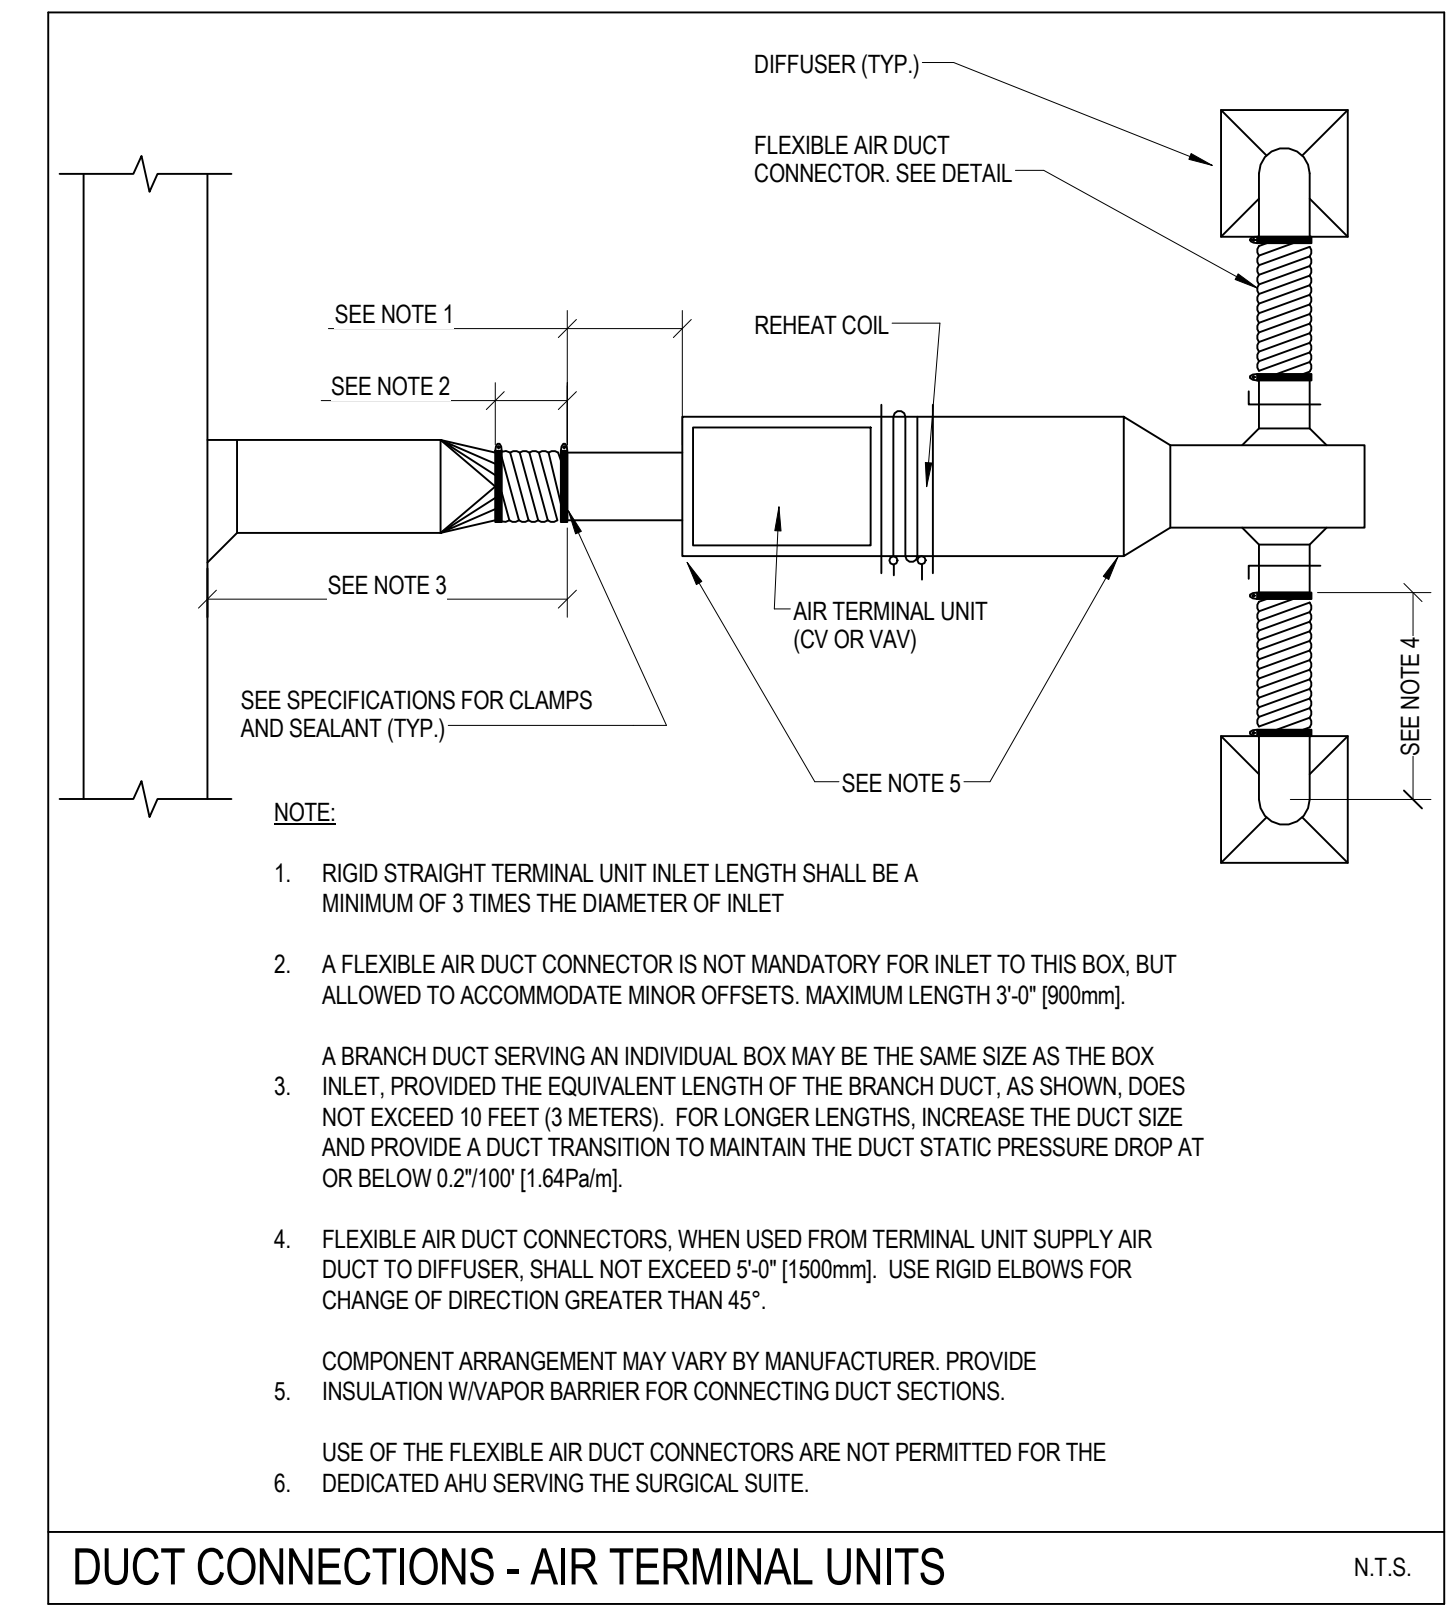 DIFFUSER (TYP.)
FLEXIBLE AIR DUCT
CONNECTOR. SEE DETAIL
SEE NOTE 1
REHEAT COIL
SEE NOTE 2
SEE NOTE 3
AIR TERMINAL UNIT
(CV OR VAV)
SEE NOTE 4
SEE SPECIFICATIONS FOR CLAMPS
AND SEALANT (TYP.)
SEE NOTE 5
NOTE:
1. RIGID STRAIGHT TERMINAL UNIT INLET LENGTH SHALL BE A
MINIMUM OF 3 TIMES THE DIAMETER OF INLET
2. A FLEXIBLE AIR DUCT CONNECTOR IS NOT MANDATORY FOR INLET TO THIS BOX, BUT
ALLOWED TO ACCOMMODATE MINOR OFFSETS. MAXIMUM LENGTH 3'-0" [900mm].
A BRANCH DUCT SERVING AN INDIVIDUAL BOX MAY BE THE SAME SIZE AS THE BOX
3. INLET, PROVIDED THE EQUIVALENT LENGTH OF THE BRANCH DUCT, AS SHOWN, DOES
NOT EXCEED 10 FEET (3 METERS). FOR LONGER LENGTHS, INCREASE THE DUCT SIZE
AND PROVIDE A DUCT TRANSITION TO MAINTAIN THE DUCT STATIC PRESSURE DROP AT
OR BELOW 0.2"/100' [1.64Pa/m].
4. FLEXIBLE AIR DUCT CONNECTORS, WHEN USED FROM TERMINAL UNIT SUPPLY AIR
DUCT TO DIFFUSER, SHALL NOT EXCEED 5'-0" [1500mm]. USE RIGID ELBOWS FOR
CHANGE OF DIRECTION GREATER THAN 45°.
COMPONENT ARRANGEMENT MAY VARY BY MANUFACTURER. PROVIDE
5. INSULATION W/VAPOR BARRIER FOR CONNECTING DUCT SECTIONS.
USE OF THE FLEXIBLE AIR DUCT CONNECTORS ARE NOT PERMITTED FOR THE
6. DEDICATED AHU SERVING THE SURGICAL SUITE.
DUCT CONNECTIONS - AIR TERMINAL UNITS
N.T.S.